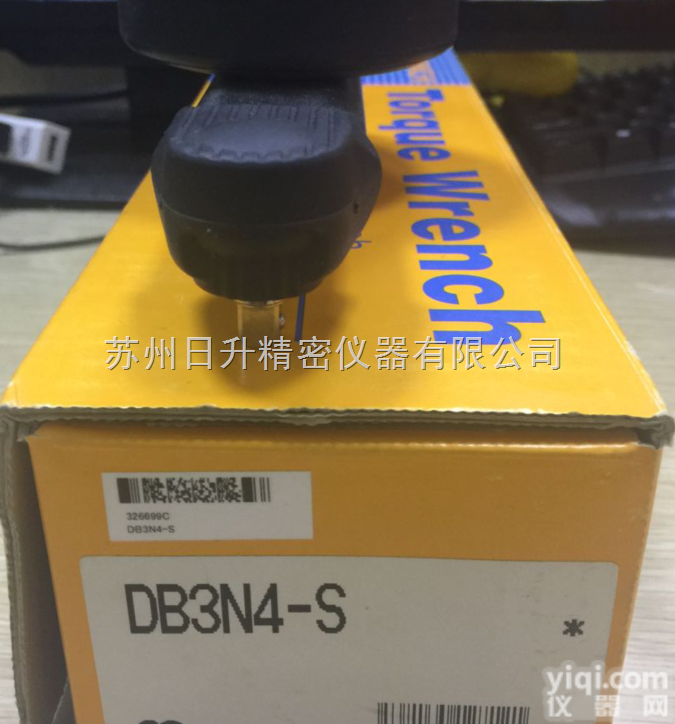 Torque Wrench
苏州日升精密仪器有限公司
326699C
DB3N4-S
DB3N4-S
*
yiqi.com
仪器网